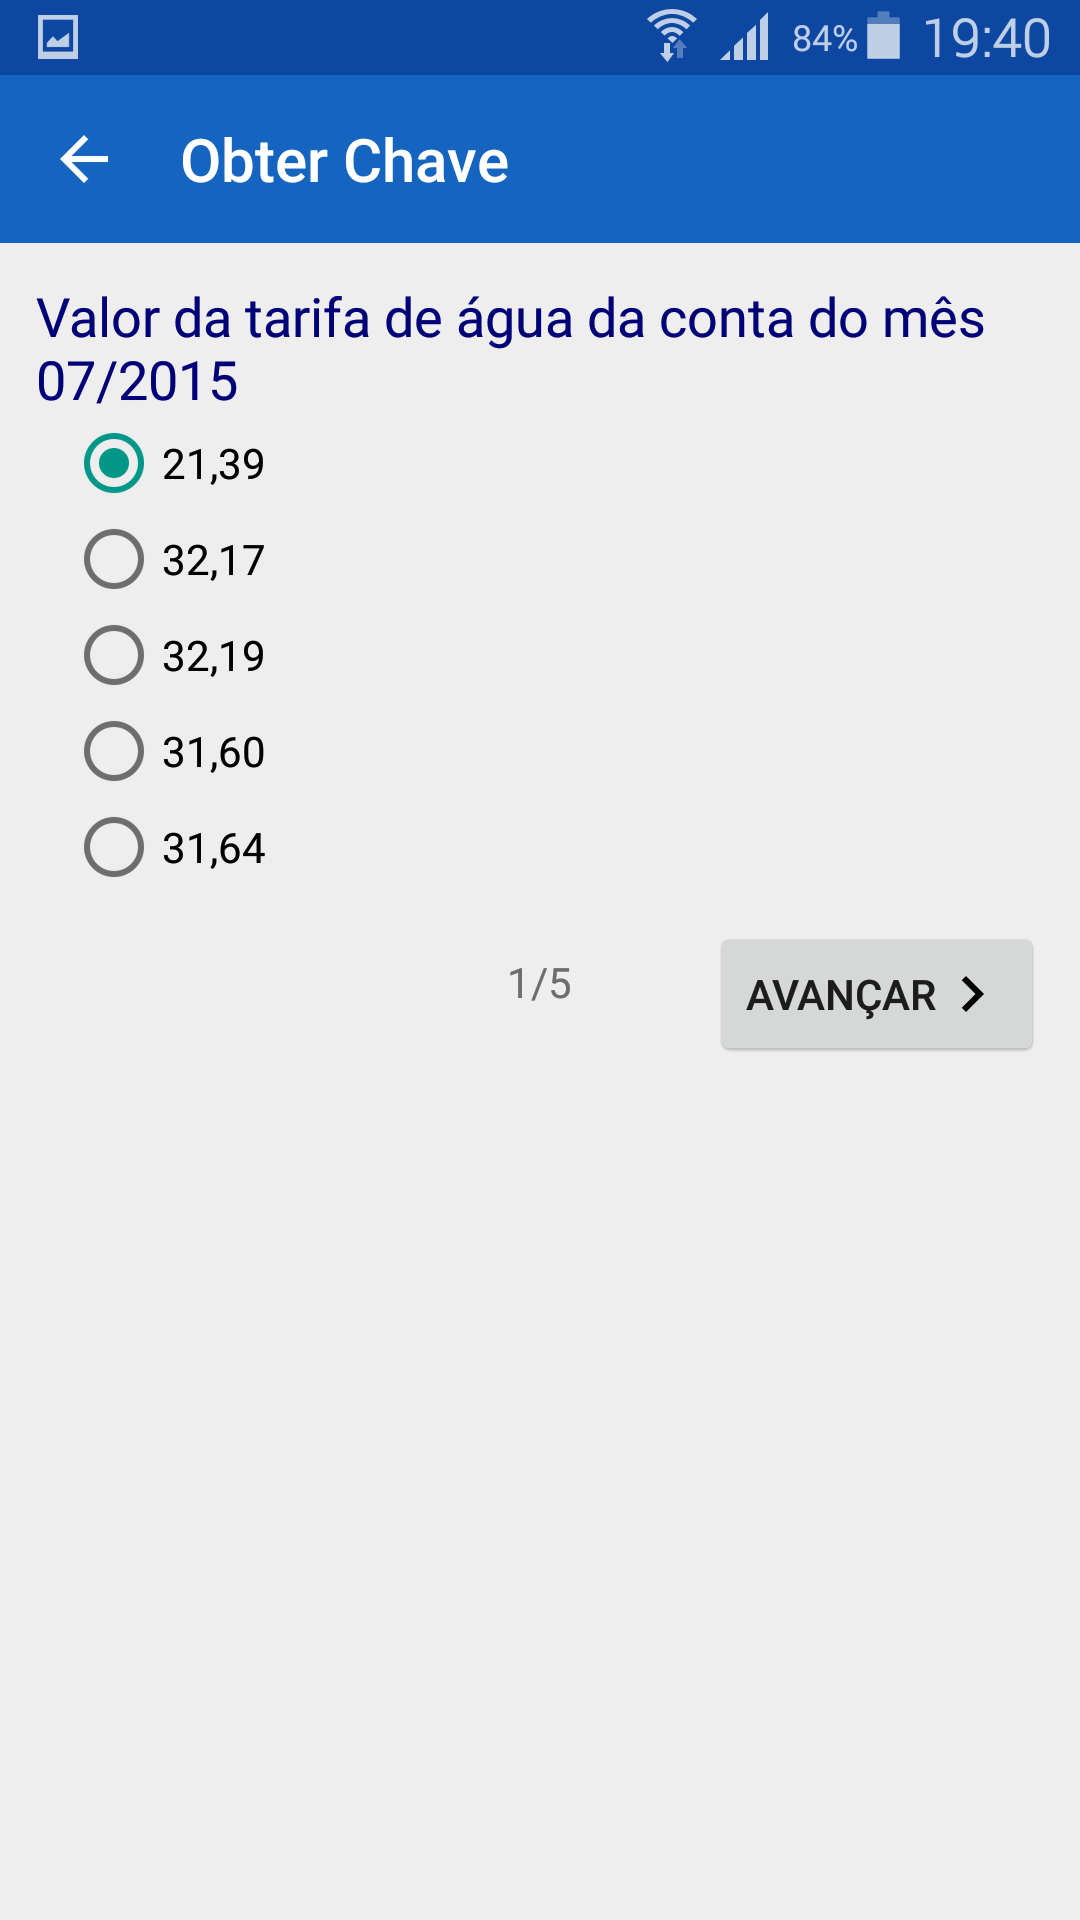 84% 19:40
Obter Chave
Valor da tarifa de água da conta do mês
07/2015
21,39
32,17
32,19
31,60
31,64
1/5
AVANÇAR